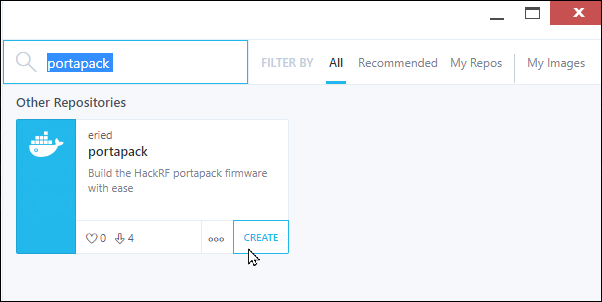 portapack
FILTER BY All Recommended My Repos My Images
Other Repositories
eried
portapack
Build the HackRF portapack firmware
with ease
0 4 CREATE